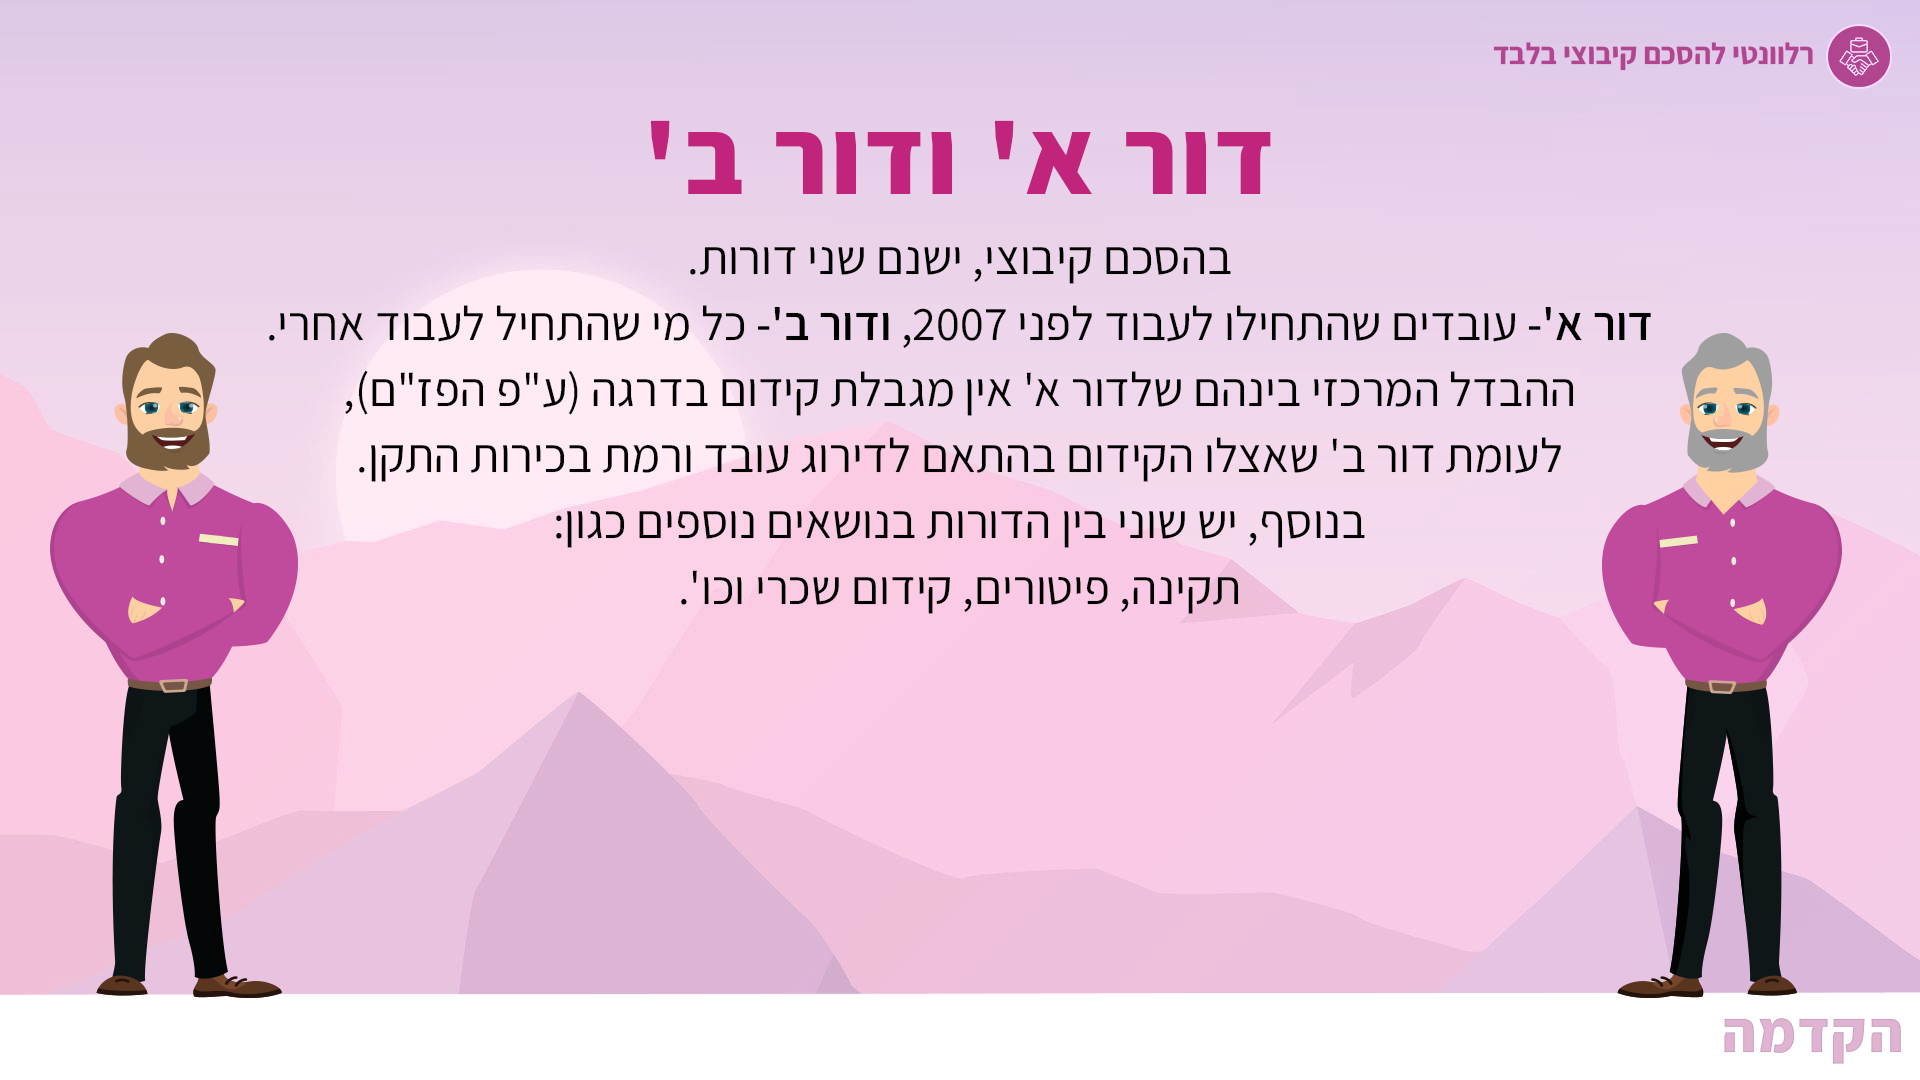 רלוונטי להסכם קיבוצי בלבד
דור א' ודור ב'
בהסכם קיבוצי, ישנם שני דורות.
דור א'- עובדים שהתחילו לעבוד לפני 2007, ודור ב'- כל מי שהתחיל לעבוד אחרי.
ההבדל המרכזי בינהם שלדור א' אין מגבלת קידום בדרגה (ע"פ הפז"ם),
לעומת דור ב' שאצלו הקידום בהתאם לדירוג עובד ורמת בכירות התקן.
בנוסף, יש שוני בין הדורות בנושאים נוספים כגון:
תקינה, פיטורים, קידום שכרי וכו'.
הקדמה